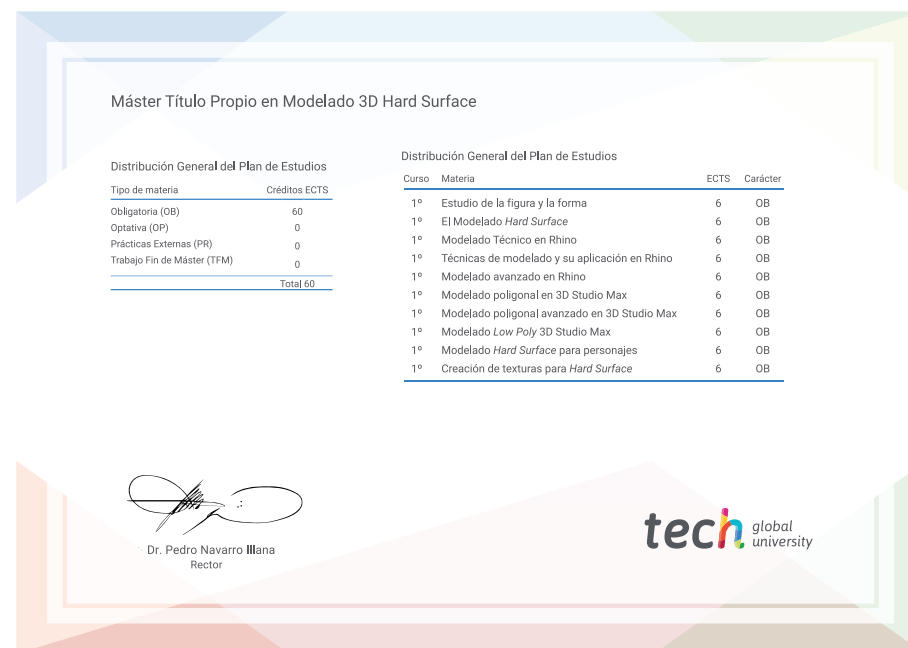 Máster Título Propio en Modelado 3D Hard Surface
Distribución General del Plan de Estudios
Tipo de materia Créditos ECTS
Obligatoria (OB) 60
Optativa (OP) 0
Prácticas Externas (PR) 0
Trabajo Fin de Máster (TFM) 0
Total 60
Distribución General del Plan de Estudios
Curso Materia ECTS Carácter
1º Estudio de la figura y la forma 6 OB
1º El Modelado Hard Surface 6 OB
1º Modelado Técnico en Rhino 6 OB
1º Técnicas de modelado y su aplicación en Rhino 6 OB
1º Modelado avanzado en Rhino 6 OB
1º Modelado poligonal en 3D Studio Max 6 OB
1º Modelado poligonal avanzado en 3D Studio Max 6 OB
1º Modelado Low Poly 3D Studio Max 6 OB
1º Modelado Hard Surface para personajes 6 OB
1º Creación de texturas para Hard Surface 6 OB
Dr. Pedro Navarro Illana
Rector
tech global university